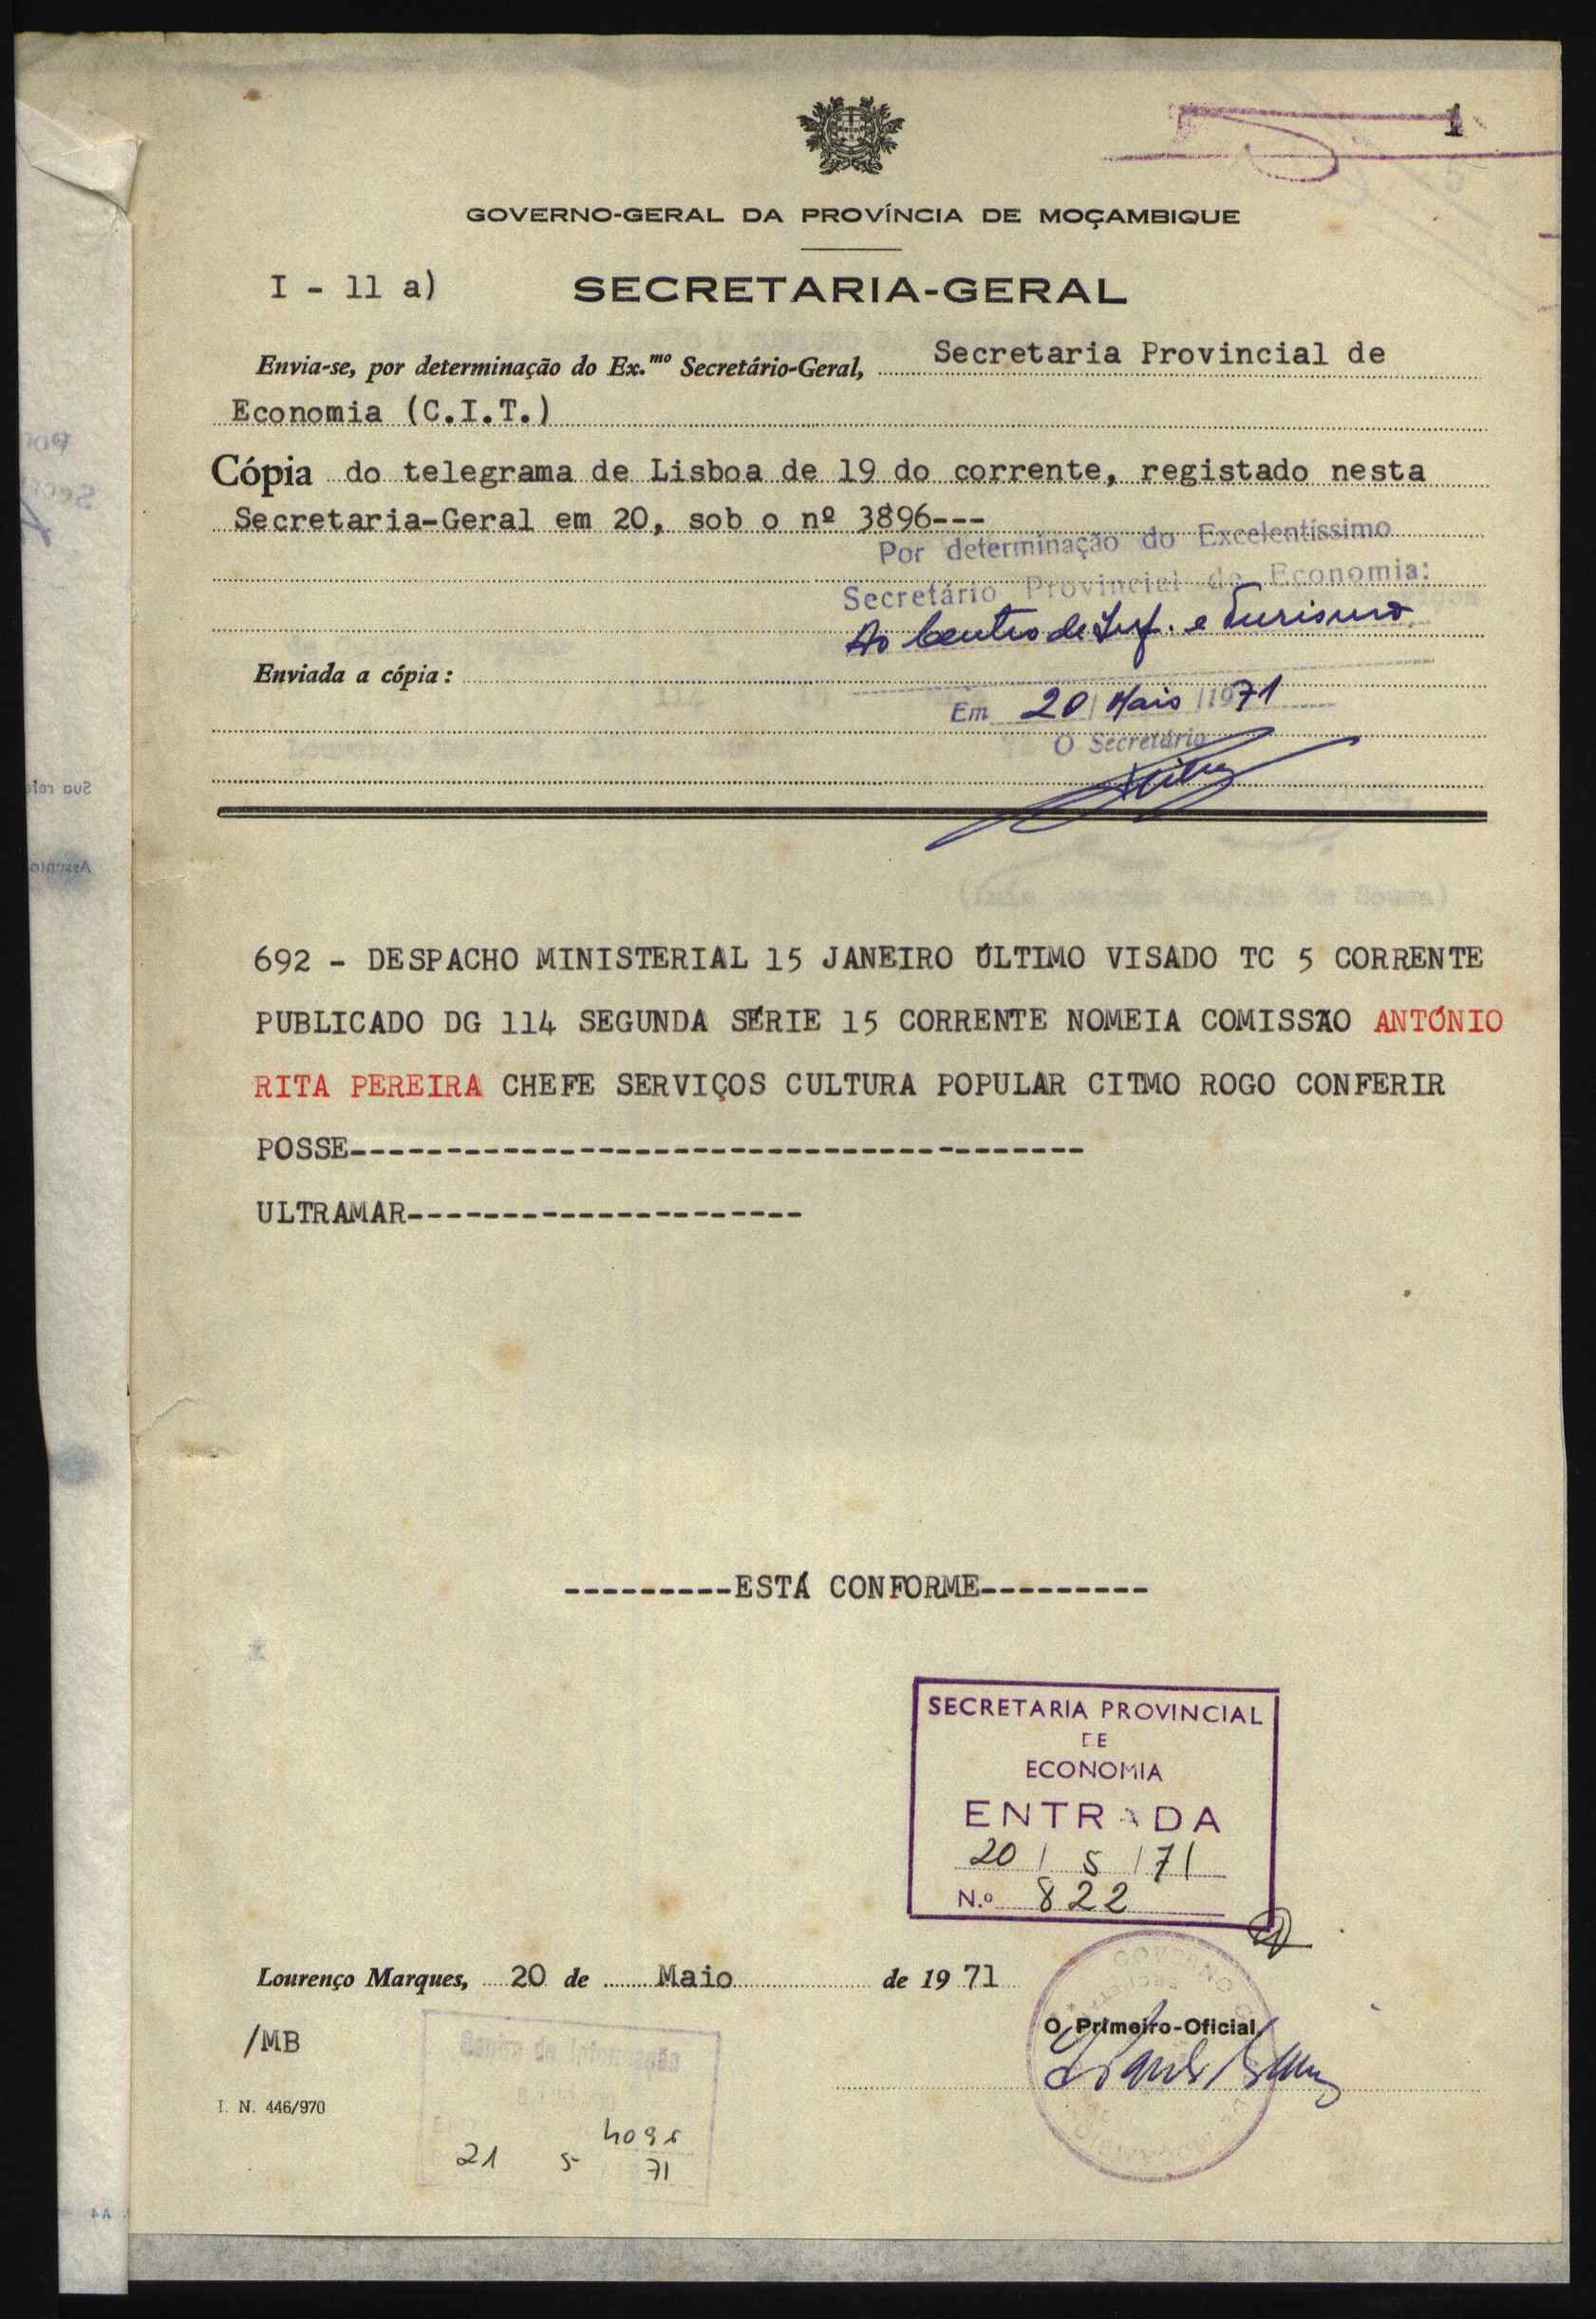 1
GOVERNO-GERAL DA PROVÍNCIA DE MOÇAMBIQUE
I - 11 a)
SECRETARIA-GERAL
Envia-se, por determinação do Ex.mo Secretário-Geral, Secretaria Provincial de
Economia (C.I.T.)
Cópia do telegrama de Lisboa de 19 do corrente, registado nesta
Secretaria-Geral em 20, sob o nº 3896---
Por determinação do Excelentíssimo
Secretário Provincial de Economia:
Ao Centro de Inf. e Turismo
Enviada a cópia:
Em 20 / Maio / 1971
O Secretário
692 - DESPACHO MINISTERIAL 15 JANEIRO ÚLTIMO VISADO TC 5 CORRENTE
PUBLICADO DG 114 SEGUNDA SÉRIE 15 CORRENTE NOMEIA COMISSÃO ANTÓNIO
RITA PEREIRA CHEFE SERVIÇOS CULTURA POPULAR CITMO ROGO CONFERIR
POSSE---------------------------------------
ULTRAMAR---------------------
---------ESTÁ CONFORME---------
SECRETARIA PROVINCIAL
DE
ECONOMIA
ENTRADA
20 / 5 / 71
N.º 822
Lourenço Marques, 20 de Maio de 1971
/MB
O Primeiro-Oficial,
I. N. 446/970
21 5 71